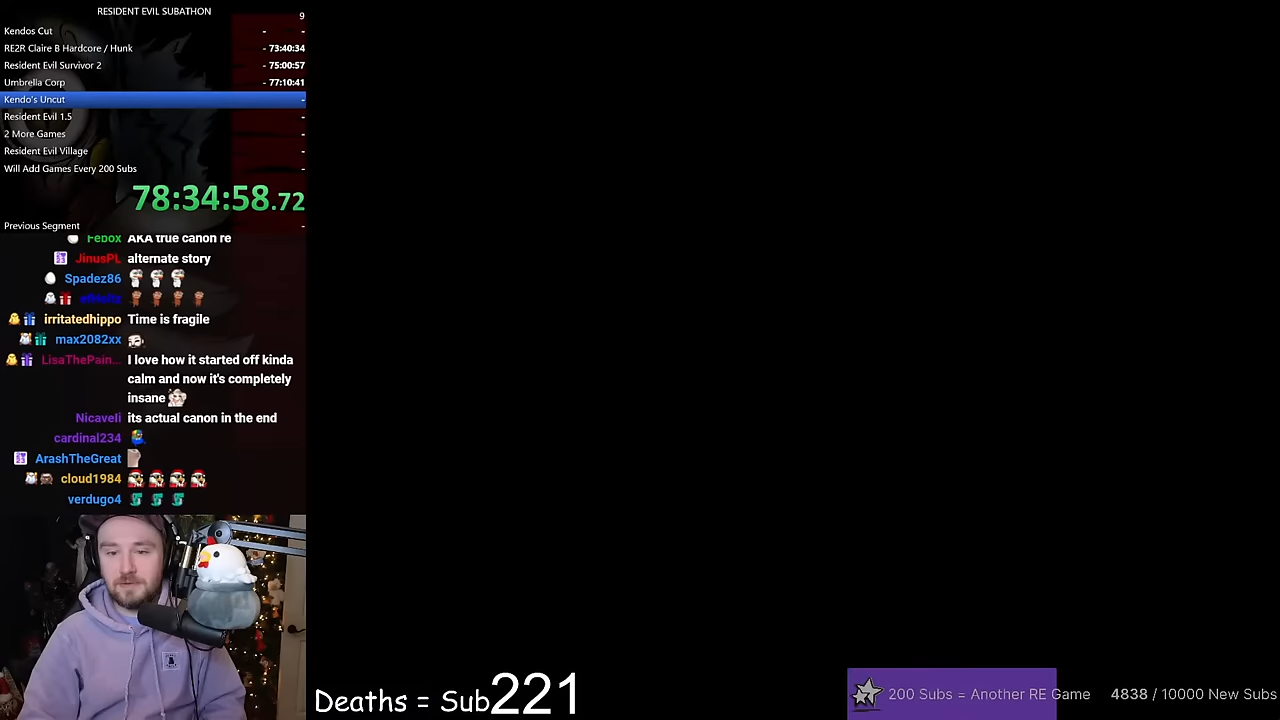 RESIDENT EVIL SUBATHON
9
Kendos Cut - -
RE2R Claire B Hardcore / Hunk - 73:40:34
Resident Evil Survivor 2 - 75:00:57
Umbrella Corp - 77:10:41
Kendo's Uncut -
Resident Evil 1.5 -
2 More Games -
Resident Evil Village -
Will Add Games Every 200 Subs -
78:34:58.72
Previous Segment -
Febox AKA true canon re
JinusPL alternate story
Spadez86
irritatedhippo Time is fragile
max2082xx
LisaThePain... I love how it started off kinda
calm and now it's completely
insane
Nicaveli its actual canon in the end
cardinal234
ArashTheGreat
cloud1984
verdugo4
Deaths = Sub 221
200 Subs = Another RE Game 4838 / 10000 New Subs